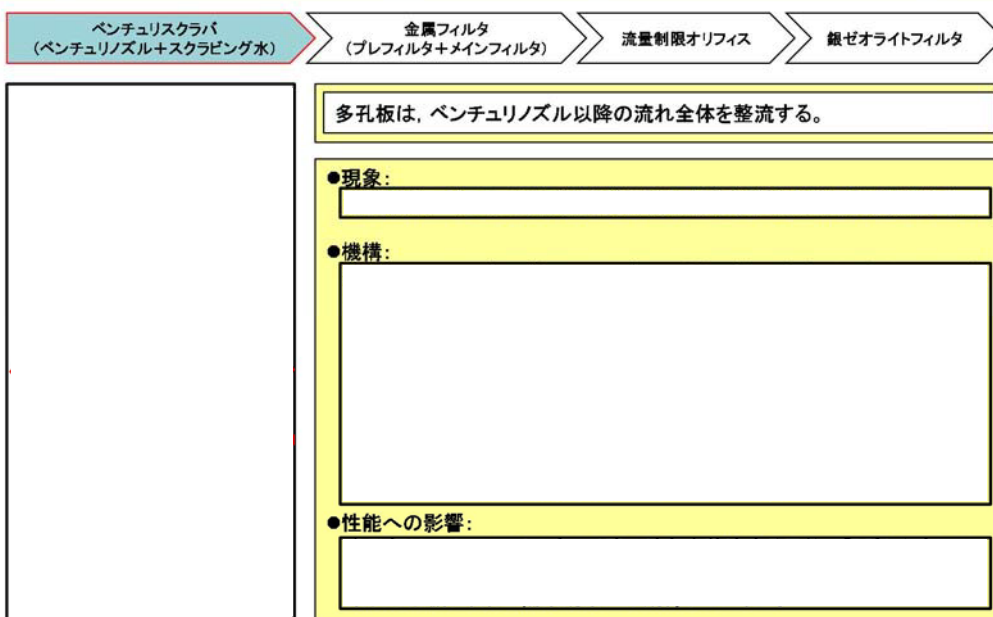 ベンチュリスクラバ
（ベンチュリノズル＋スクラビング水）
金属フィルタ
（プレフィルタ＋メインフィルタ）
流量制限オリフィス
銀ゼオライトフィルタ
多孔板は，ベンチュリノズル以降の流れ全体を整流する。
●現象：
●機構：
●性能への影響：